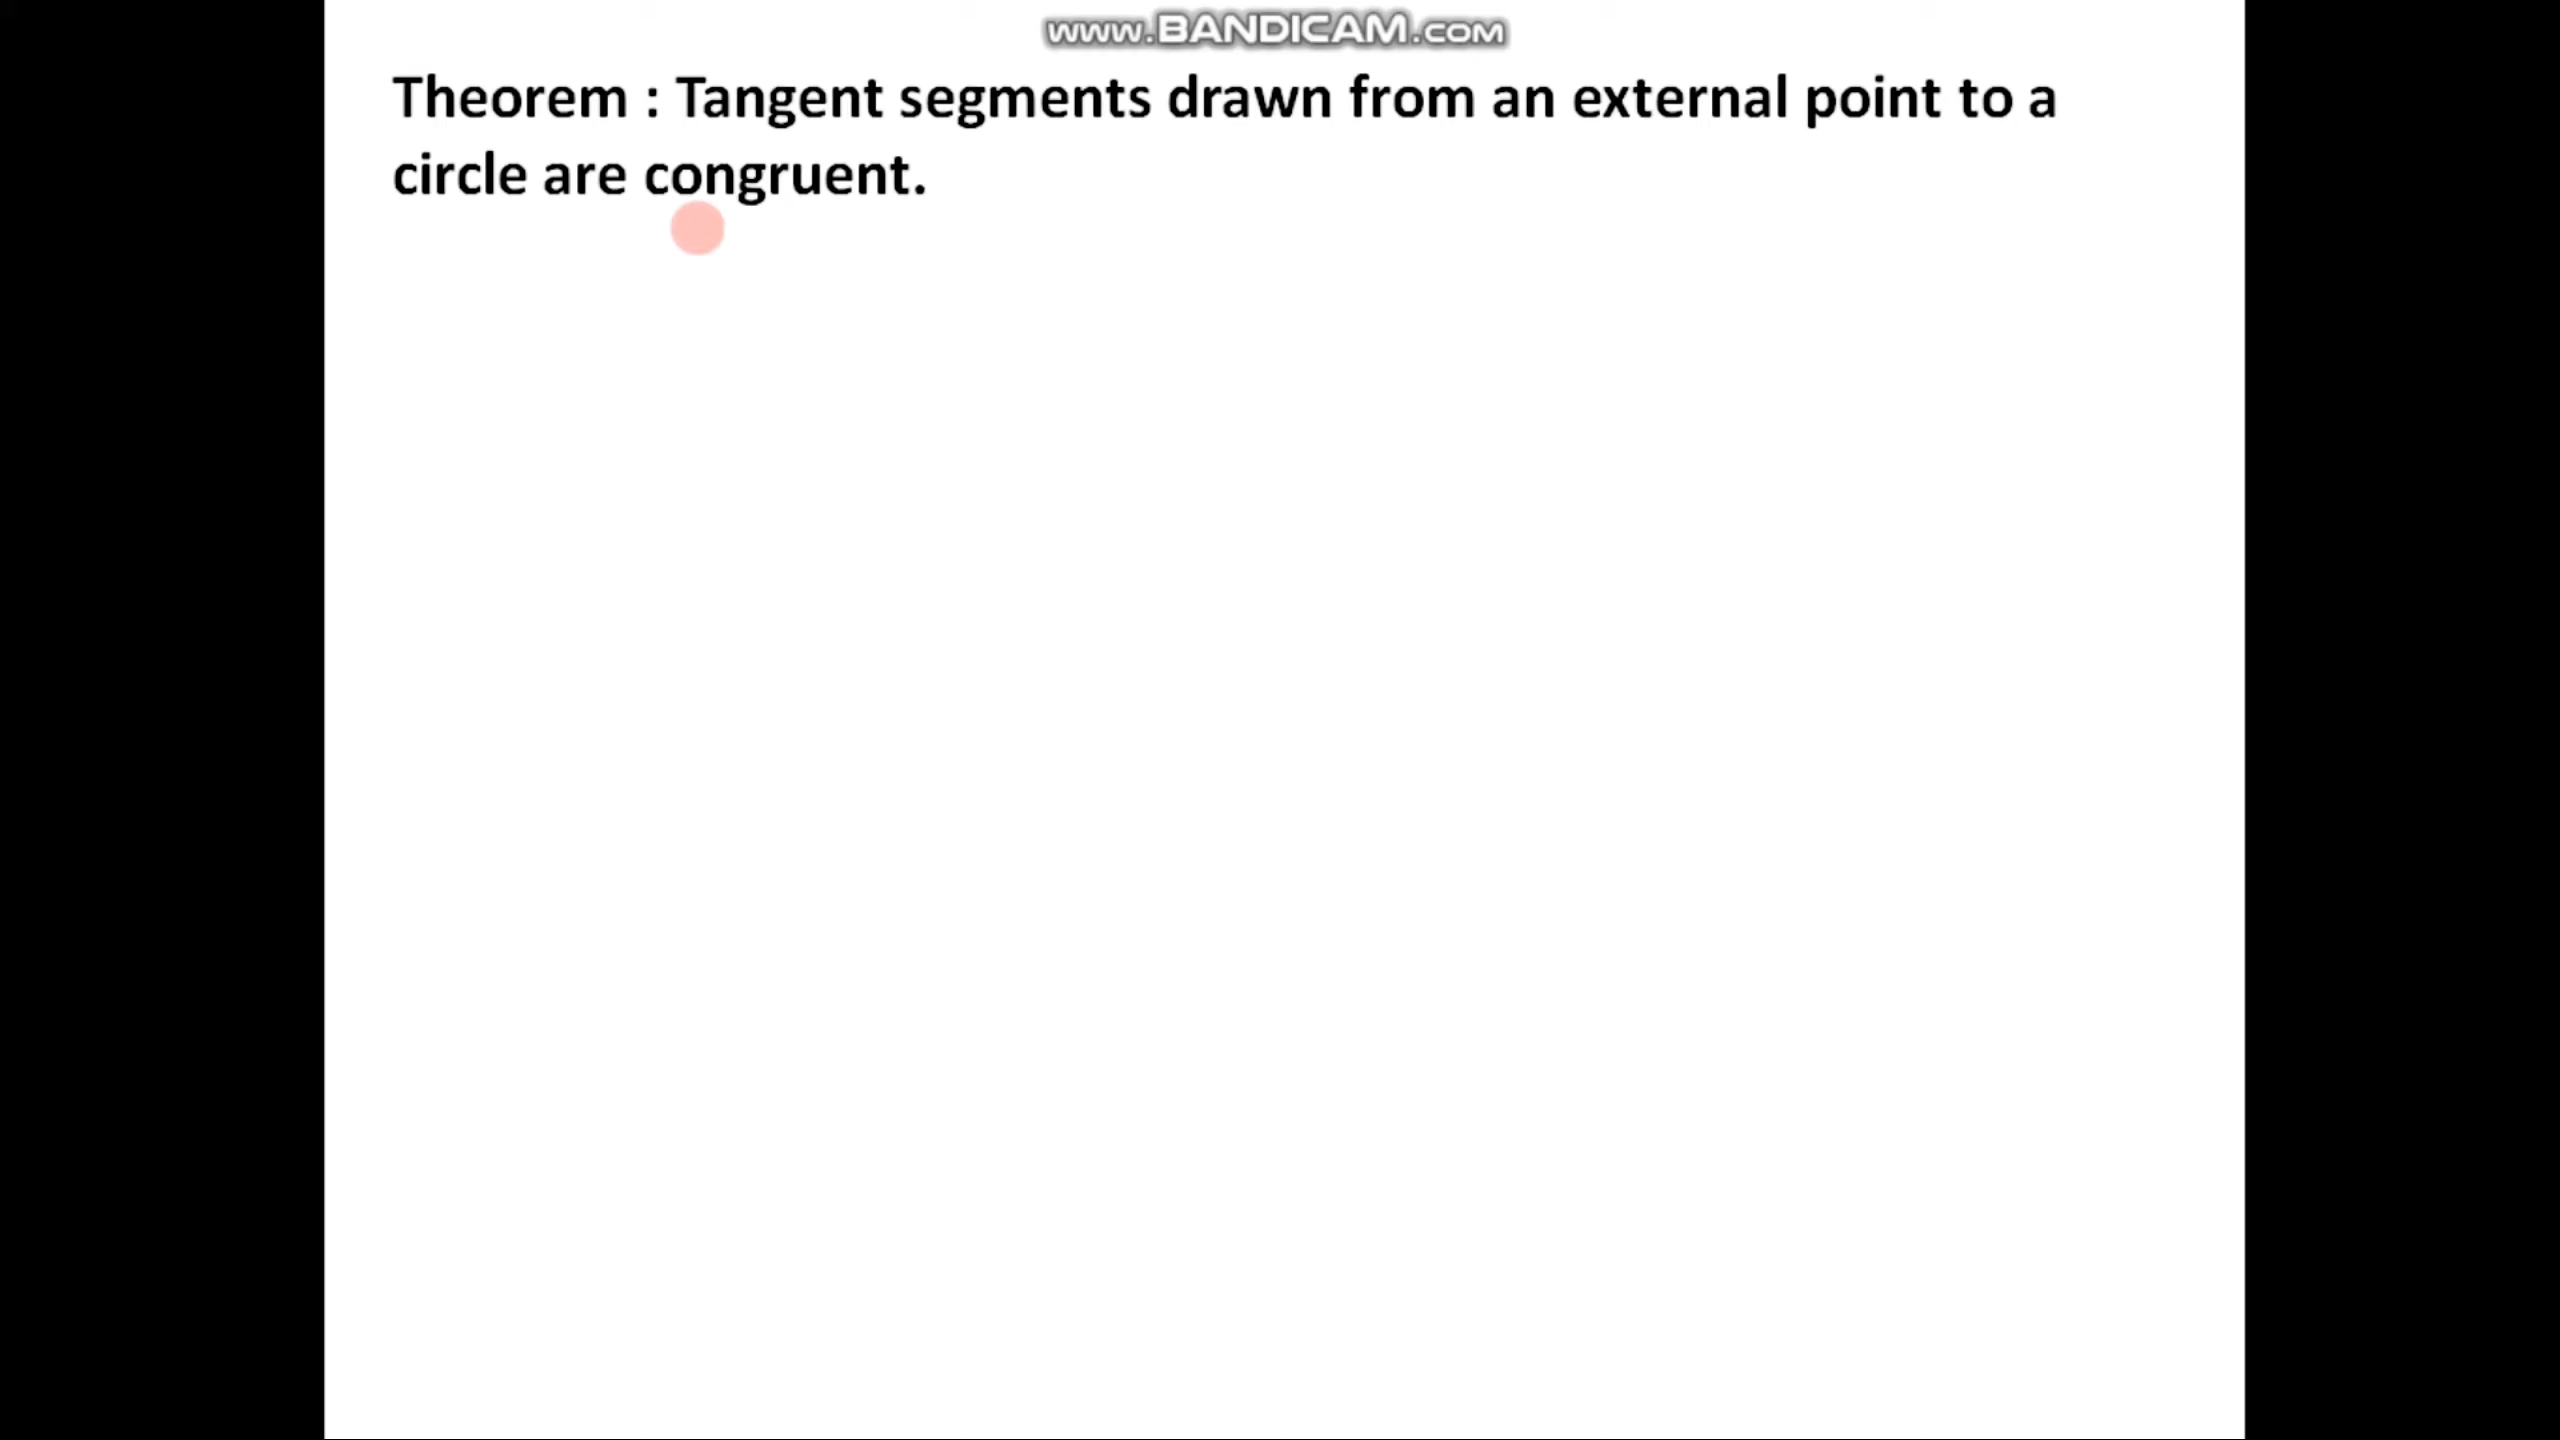 www.BANDICAM.com
Theorem : Tangent segments drawn from an external point to a
circle are congruent.